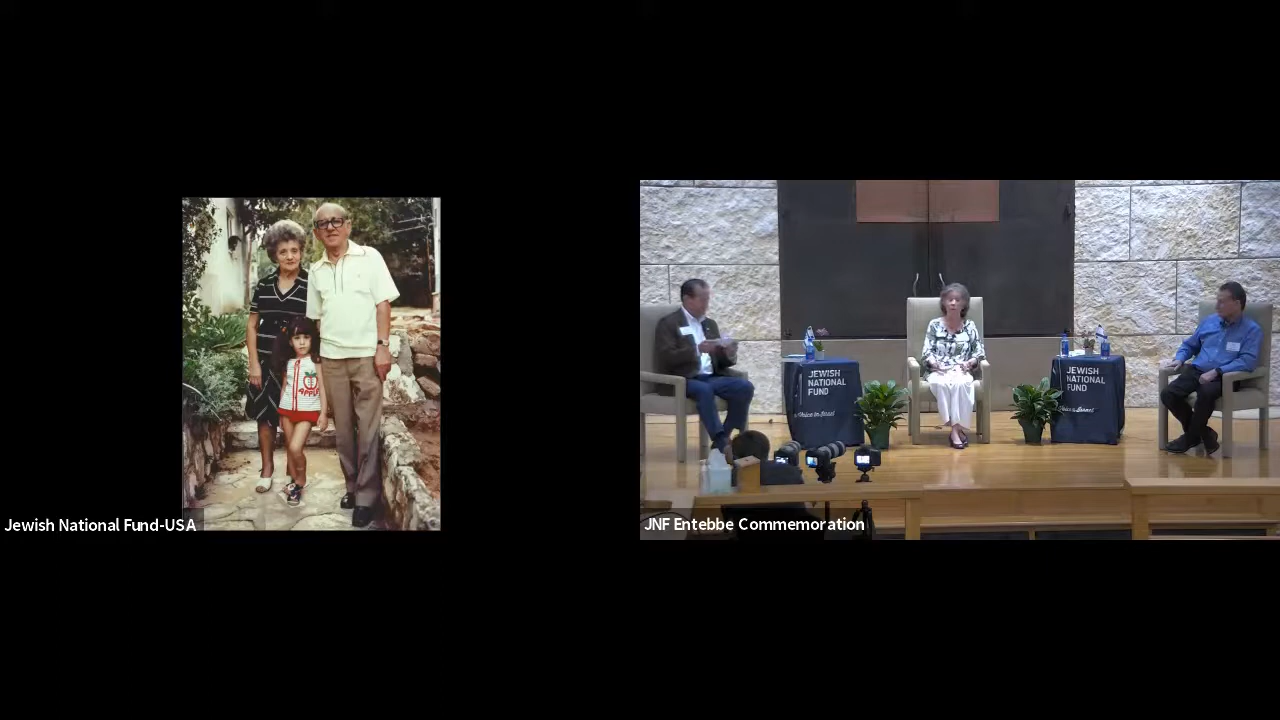 APPLE
Jewish National Fund-USA
JEWISH
NATIONAL
FUND
JEWISH
NATIONAL
FUND
JNF Entebbe Commemoration